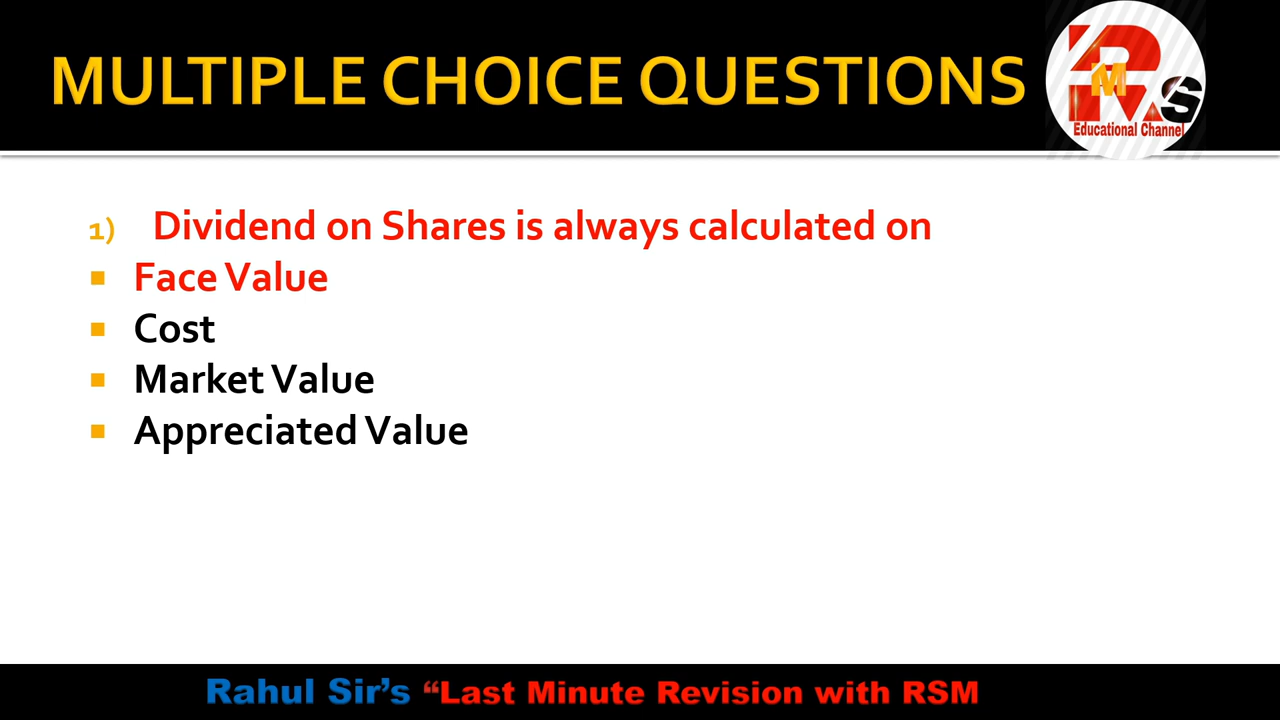 MULTIPLE CHOICE QUESTIONS
RMS
Educational Channel
1) Dividend on Shares is always calculated on
▪ Face Value
▪ Cost
▪ Market Value
▪ Appreciated Value
Rahul Sir's “Last Minute Revision with RSM